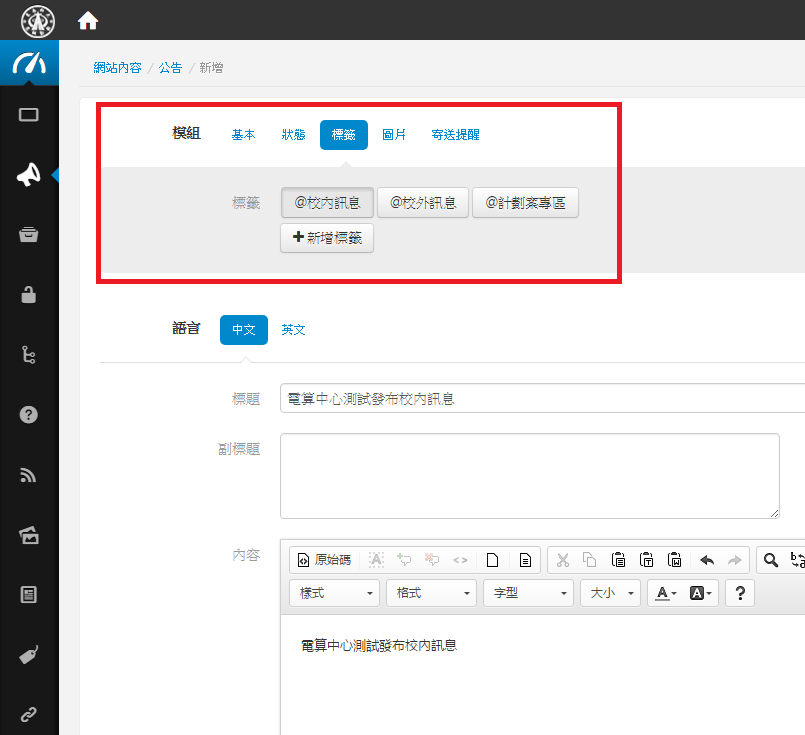 網站內容 / 公告 / 新增
模組 基本 狀態 標籤 圖片 寄送提醒
標籤 @校內訊息 @校外訊息 @計劃案專區
+ 新增標籤
語言 中文 英文
標題 電算中心測試發布校內訊息
副標題
內容 原始碼
樣式 格式 字型 大小 A A ?
電算中心測試發布校內訊息